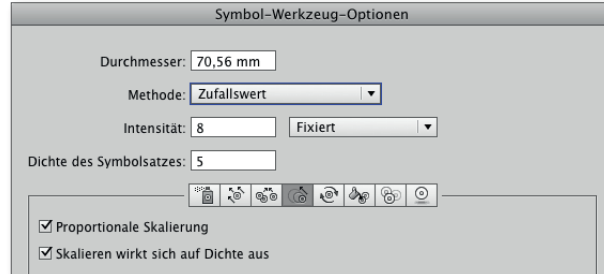 Symbol-Werkzeug-Optionen
Durchmesser: 70,56 mm
Methode: Zufallswert
Intensität: 8 Fixiert
Dichte des Symbolsatzes: 5
Proportionale Skalierung
Skalieren wirkt sich auf Dichte aus